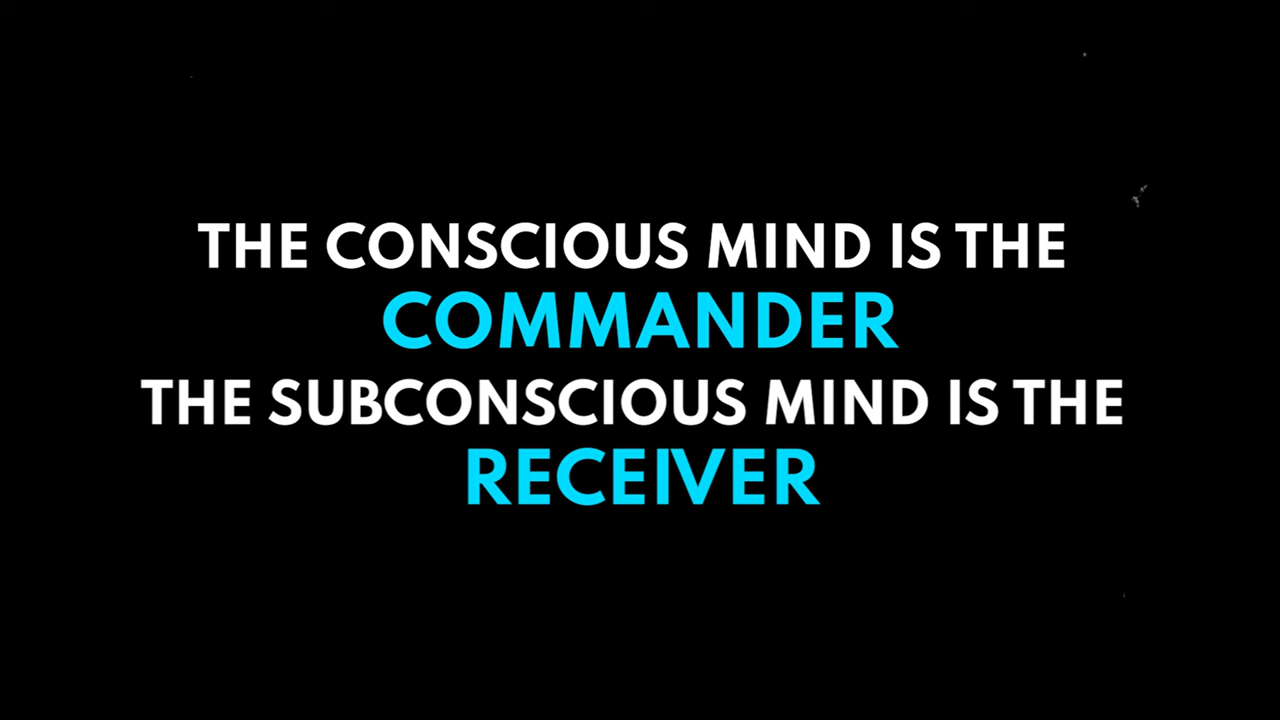 THE CONSCIOUS MIND IS THE
COMMANDER
THE SUBCONSCIOUS MIND IS THE
RECEIVER